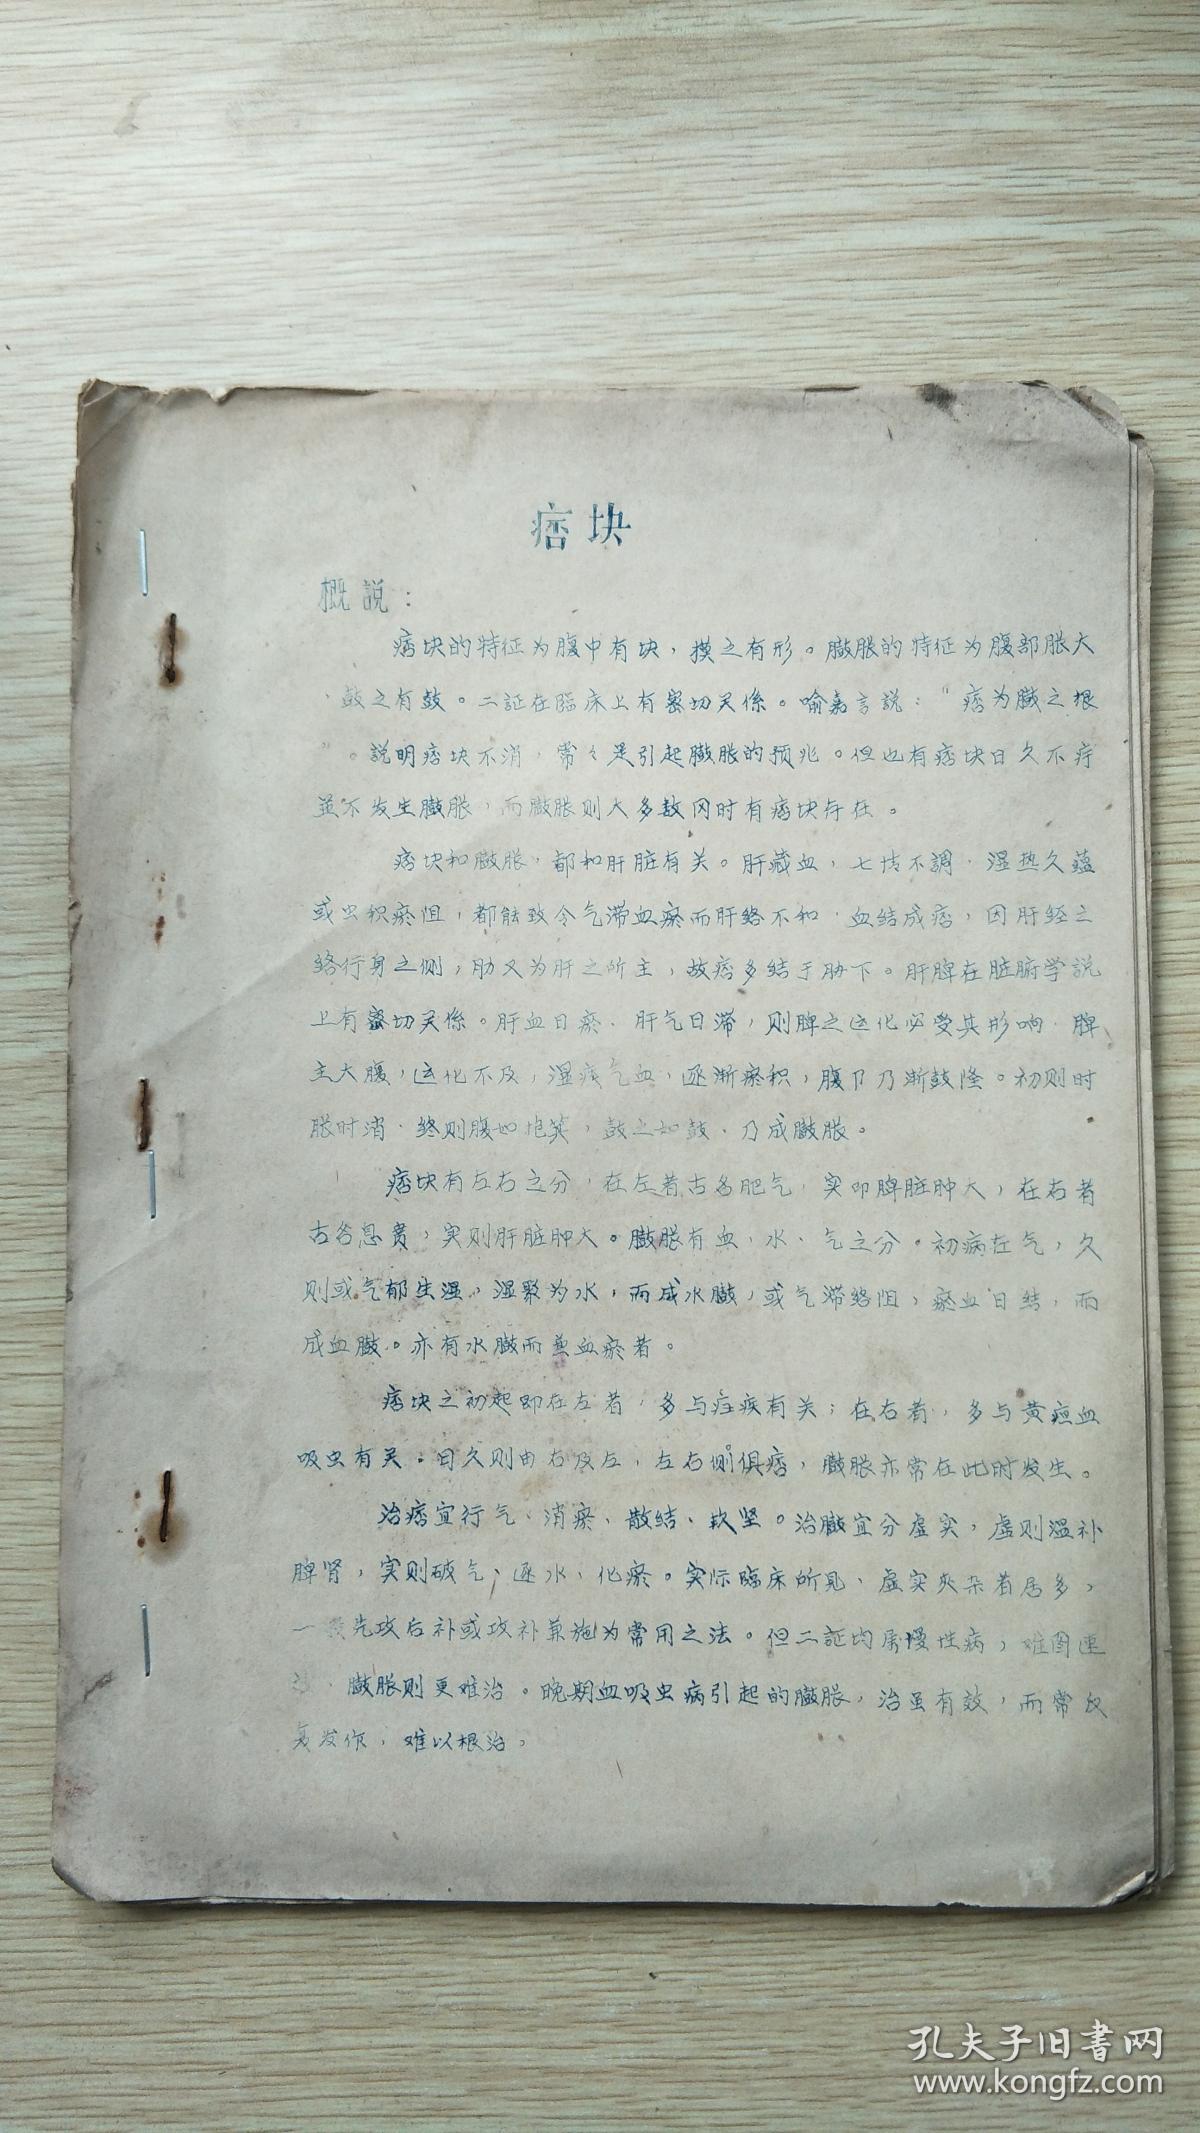 痞块
概説：
痞块的特征为腹中有块，摸之有形。臌胀的特征为腹部胀大
、鼓之有鼓。二証在臨床上有密切关係。喻嘉言説："痞为臌之根
"。説明痞块不消，常々是引起臌胀的预兆。但也有痞块日久不疗
並不发生臌胀，而臌胀则大多数同时有痞块存在。
痞块和臌胀，都和肝脏有关。肝藏血，七情不調，湿热久蕴
或虫积瘀阻，都能致令气滞血瘀而肝络不和，血结成痞，因肝经之
络行身之侧，肋又为肝之所主，故痞多结于胁下。肝脾在脏腑学説
上有密切关係。肝血日瘀、肝气日滞，则脾之运化必受其形响，脾
主大腹，运化不及，湿痰气血，逐渐瘀积，腹卩乃渐鼓隆。初则时
胀时消，终则腹如抱箕，鼓之如鼓，乃成臌胀。
痞块有左右之分，在左者古名肥气，实即脾脏肿大，在右者
古名息贲，实则肝脏肿大。臌胀有血、水、气之分。初病在气，久
则或气郁生湿，湿聚为水，而成水臌，或气滞络阻，瘀血日结，而
成血臌。亦有水臌而兼血瘀者。
痞块之初起即在左者，多与疟疾有关；在右者，多与黄疸血
吸虫有关。日久则由右及左，左右侧俱痞，臌胀亦常在此时发生。
治痞宜行气、消瘀、散结、软坚。治臌宜分虚实，虚则温补
脾肾，实则破气、逐水、化瘀。实际臨床所见，虚实夾杂者居多，
一般先攻后补或攻补兼施为常用之法。但二証均属慢性病，难图速
，臌胀则更难治。晚期血吸虫病引起的臌胀，治虽有效，而常反
复发作，难以根治。
孔夫子旧书网
www.kongfz.com